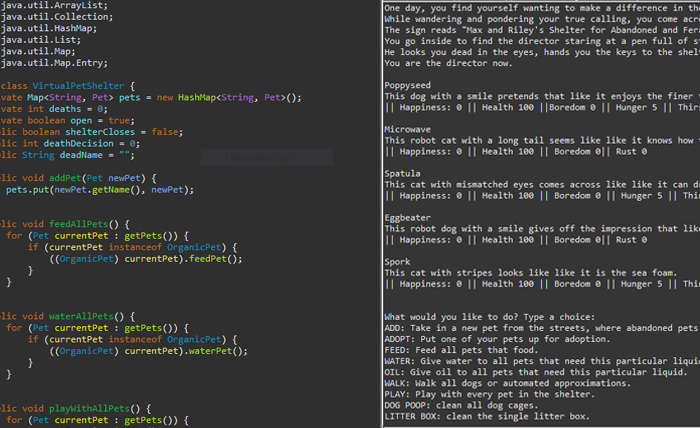 java.util.ArrayList;
java.util.Collection;
java.util.HashMap;
java.util.List;
java.util.Map;
java.util.Map.Entry;
class VirtualPetShelter {
vate Map<String, Pet> pets = new HashMap<String, Pet>();
vate int deaths = 0;
vate boolean open = true;
blic boolean shelterCloses = false;
blic int deathDecision = 0;
blic String deadName = "";
blic void addPet(Pet newPet) {
pets.put(newPet.getName(), newPet);
blic void feedAllPets() {
for (Pet currentPet : getPets()) {
if (currentPet instanceof OrganicPet) {
((OrganicPet) currentPet).feedPet();
}
}
blic void waterAllPets() {
for (Pet currentPet : getPets()) {
if (currentPet instanceof OrganicPet) {
((OrganicPet) currentPet).waterPet();
}
}
blic void playWithAllPets() {
for (Pet currentPet : getPets()) {
One day, you find yourself wanting to make a difference in the
While wandering and pondering your true calling, you come acr
The sign reads "Max and Riley's Shelter for Abandoned and Fer
You go inside to find the director staring at a pen full of s
He looks you dead in the eyes, hands you the keys to the shel
You are the director now.
Poppyseed
This dog with a smile pretends that like it enjoys the finer
|| Happiness: 0 || Health 100 ||Boredom 0 || Hunger 5 || Thirs
Microwave
This robot cat with a long tail seems like like it knows how
|| Happiness: 0 || Health 100 || Boredom 0|| Rust 0
Spatula
This cat with mismatched eyes comes across like like it can d
|| Happiness: 0 || Health 100 || Boredom 0 || Hunger 5 || Thi
Eggbeater
This robot dog with a smile gives off the impression that lik
|| Happiness: 0 || Health 100 || Boredom 0|| Rust 0
Spork
This cat with stripes looks like like it is the sea foam.
|| Happiness: 0 || Health 100 || Boredom 0 || Hunger 5 || Thi
What would you like to do? Type a choice:
ADD: Take in a new pet from the streets, where abandoned pets
ADOPT: Put one of your pets up for adoption.
FEED: Feed all pets that food.
WATER: Give water to all pets that need this particular liqui
OIL: Give oil to all pets that need this particular liquid.
WALK: Walk all dogs or automated approximations.
PLAY: Play with every pet in the shelter.
DOG POOP: clean all dog cages.
LITTER BOX: clean the single litter box.